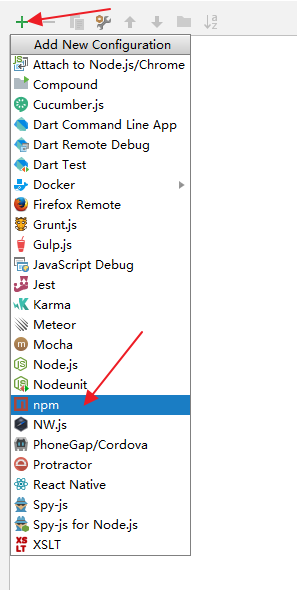 Add New Configuration
Attach to Node.js/Chrome
Compound
Cucumber.js
Dart Command Line App
Dart Remote Debug
Dart Test
Docker
Firefox Remote
Grunt.js
Gulp.js
JavaScript Debug
Jest
Karma
Meteor
Mocha
Node.js
Nodeunit
npm
NW.js
PhoneGap/Cordova
Protractor
React Native
Spy-js
Spy-js for Node.js
XSLT